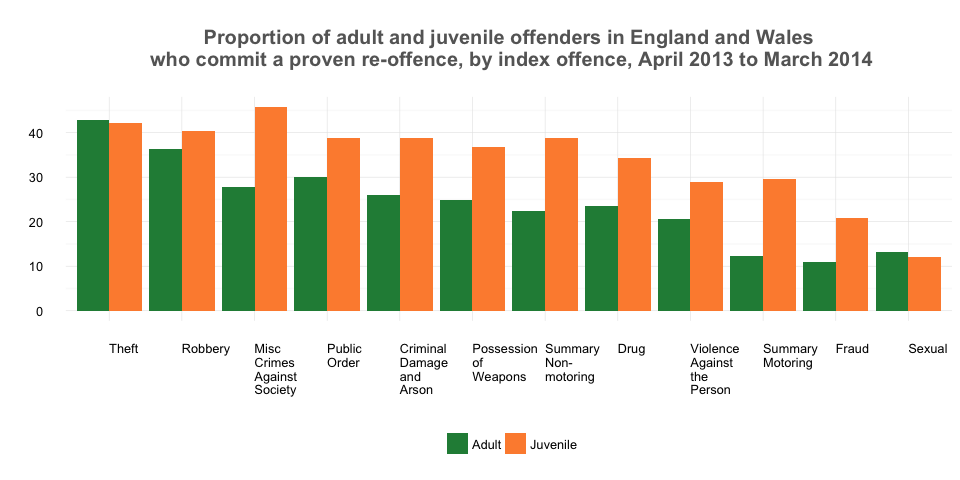 Proportion of adult and juvenile offenders in England and Wales
who commit a proven re-offence, by index offence, April 2013 to March 2014
40
30
20
10
0
Theft
Robbery
Misc
Crimes
Against
Society
Public
Order
Criminal
Damage
and
Arson
Possession
of
Weapons
Summary
Non-
motoring
Drug
Violence
Against
the
Person
Summary
Motoring
Fraud
Sexual
Adult
Juvenile